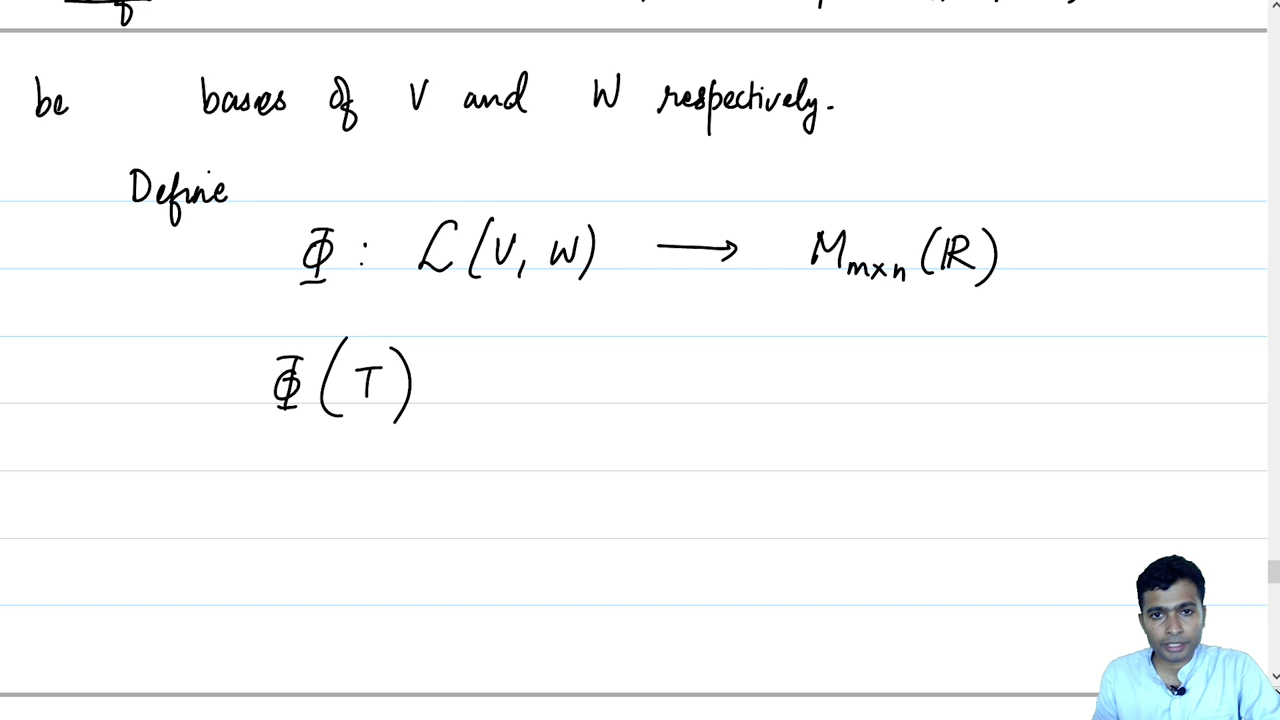 be bases of V and W respectively.
Define
Φ : L(V, W) ⟶ M_{m×n}(ℝ)
Φ(T)